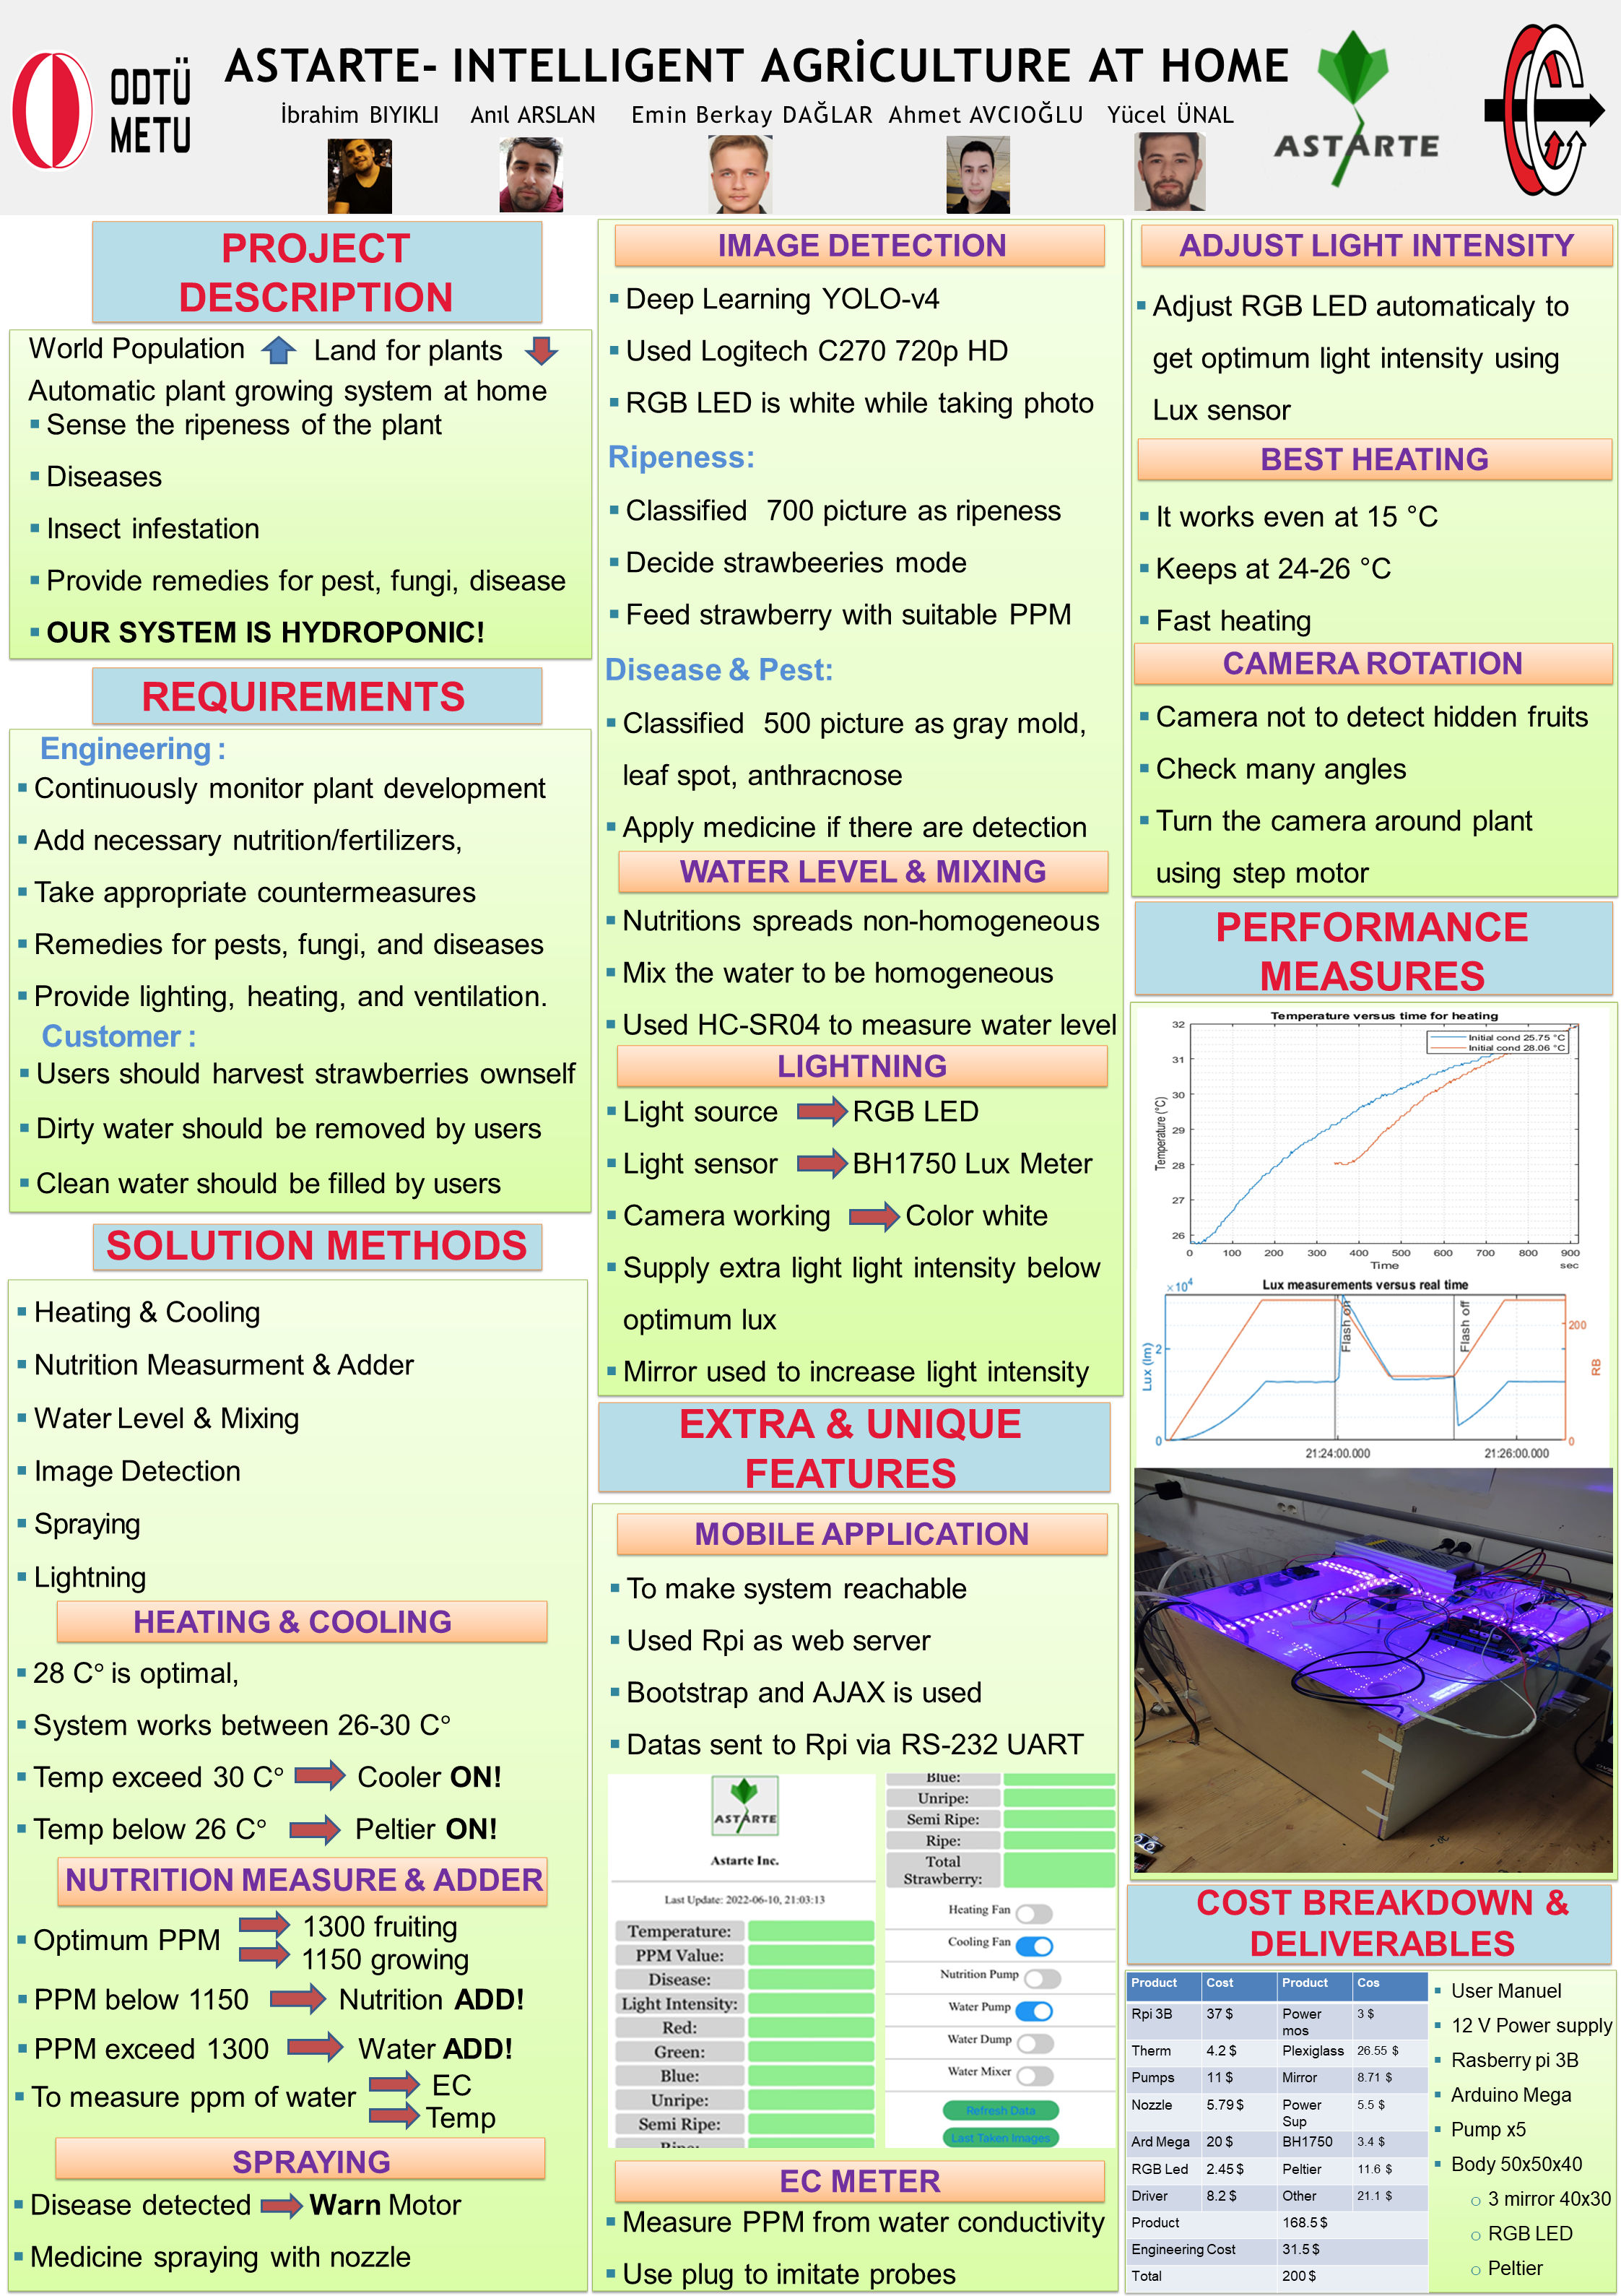 ODTÜ
METU
ASTARTE- INTELLIGENT AGRİCULTURE AT HOME
İbrahim BIYIKLI Anıl ARSLAN Emin Berkay DAĞLAR Ahmet AVCIOĞLU Yücel ÜNAL
ASTARTE
PROJECT
DESCRIPTION
World Population Land for plants
Automatic plant growing system at home
▪ Sense the ripeness of the plant
▪ Diseases
▪ Insect infestation
▪ Provide remedies for pest, fungi, disease
▪ OUR SYSTEM IS HYDROPONIC!
REQUIREMENTS
Engineering :
▪ Continuously monitor plant development
▪ Add necessary nutrition/fertilizers,
▪ Take appropriate countermeasures
▪ Remedies for pests, fungi, and diseases
▪ Provide lighting, heating, and ventilation.
Customer :
▪ Users should harvest strawberries ownself
▪ Dirty water should be removed by users
▪ Clean water should be filled by users
SOLUTION METHODS
▪ Heating & Cooling
▪ Nutrition Measurment & Adder
▪ Water Level & Mixing
▪ Image Detection
▪ Spraying
▪ Lightning
HEATING & COOLING
▪ 28 C° is optimal,
▪ System works between 26-30 C°
▪ Temp exceed 30 C° Cooler ON!
▪ Temp below 26 C° Peltier ON!
NUTRITION MEASURE & ADDER
▪ Optimum PPM 1300 fruiting
1150 growing
▪ PPM below 1150 Nutrition ADD!
▪ PPM exceed 1300 Water ADD!
▪ To measure ppm of water EC
Temp
SPRAYING
▪ Disease detected Warn Motor
▪ Medicine spraying with nozzle
IMAGE DETECTION
▪ Deep Learning YOLO-v4
▪ Used Logitech C270 720p HD
▪ RGB LED is white while taking photo
Ripeness:
▪ Classified 700 picture as ripeness
▪ Decide strawbeeries mode
▪ Feed strawberry with suitable PPM
Disease & Pest:
▪ Classified 500 picture as gray mold,
leaf spot, anthracnose
▪ Apply medicine if there are detection
WATER LEVEL & MIXING
▪ Nutritions spreads non-homogeneous
▪ Mix the water to be homogeneous
▪ Used HC-SR04 to measure water level
LIGHTNING
▪ Light source RGB LED
▪ Light sensor BH1750 Lux Meter
▪ Camera working Color white
▪ Supply extra light light intensity below
optimum lux
▪ Mirror used to increase light intensity
EXTRA & UNIQUE
FEATURES
MOBILE APPLICATION
▪ To make system reachable
▪ Used Rpi as web server
▪ Bootstrap and AJAX is used
▪ Datas sent to Rpi via RS-232 UART
ASTARTE
Astarte Inc.
Last Update: 2022-06-10, 21:03:13
Temperature:
PPM Value:
Disease:
Light Intensity:
Red:
Green:
Blue:
Unripe:
Semi Ripe:
Ripe:
Blue:
Unripe:
Semi Ripe:
Ripe:
Total
Strawberry:
Heating Fan
Cooling Fan
Nutrition Pump
Water Pump
Water Dump
Water Mixer
Refresh Data
Last Taken Images
EC METER
▪ Measure PPM from water conductivity
▪ Use plug to imitate probes
ADJUST LIGHT INTENSITY
▪ Adjust RGB LED automaticaly to
get optimum light intensity using
Lux sensor
BEST HEATING
▪ It works even at 15 °C
▪ Keeps at 24-26 °C
▪ Fast heating
CAMERA ROTATION
▪ Camera not to detect hidden fruits
▪ Check many angles
▪ Turn the camera around plant
using step motor
PERFORMANCE
MEASURES
Temperature versus time for heating
Initial cond 25.75 °C
Initial cond 28.06 °C
Temperature (°C)
32
31
30
29
28
27
26
0 100 200 300 400 500 600 700 800 900
Time sec
Lux measurements versus real time
×10⁴
Lux (lm)
2
0
Flash on
Flash off
200
0
RB
21:24:00.000 21:26:00.000
COST BREAKDOWN &
DELIVERABLES
Product Cost Product Cos
Rpi 3B 37 $ Power mos 3 $
Therm 4.2 $ Plexiglass 26.55 $
Pumps 11 $ Mirror 8.71 $
Nozzle 5.79 $ Power Sup 5.5 $
Ard Mega 20 $ BH1750 3.4 $
RGB Led 2.45 $ Peltier 11.6 $
Driver 8.2 $ Other 21.1 $
Product 168.5 $
Engineering Cost 31.5 $
Total 200 $
▪ User Manuel
▪ 12 V Power supply
▪ Rasberry pi 3B
▪ Arduino Mega
▪ Pump x5
▪ Body 50x50x40
o 3 mirror 40x30
o RGB LED
o Peltier